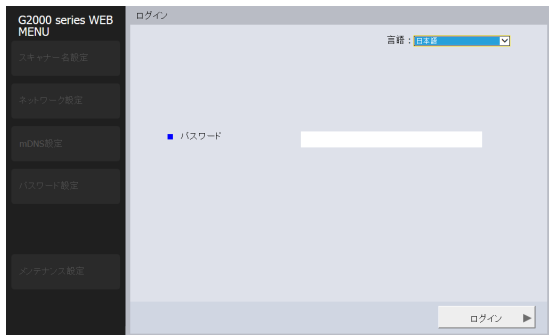 G2000 series WEB
MENU
スキャナー名設定
ネットワーク設定
mDNS設定
パスワード設定
メンテナンス設定
ログイン
言語：日本語
パスワード
ログイン